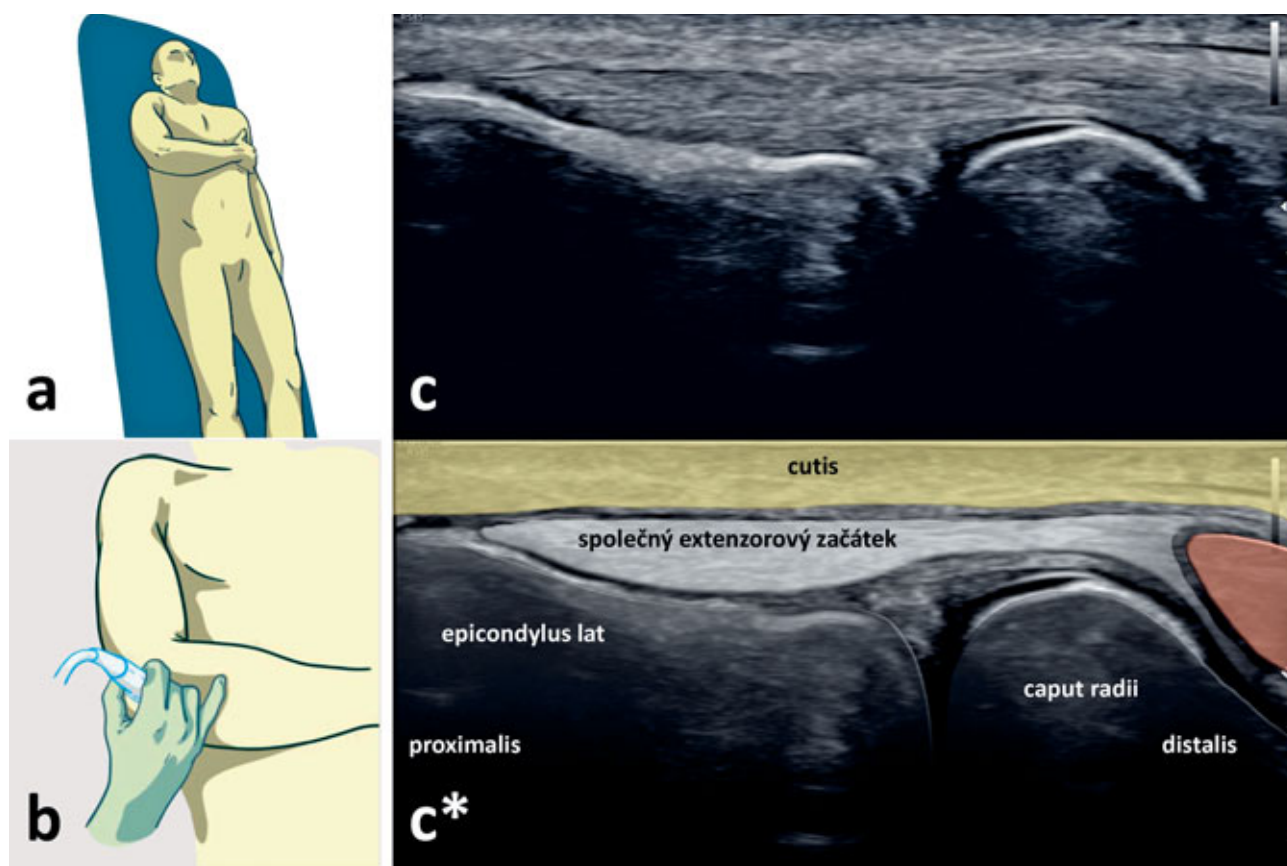 a
c
b
cutis
společný extenzorový začátek
epicondylus lat
caput radii
proximalis
distalis
c*